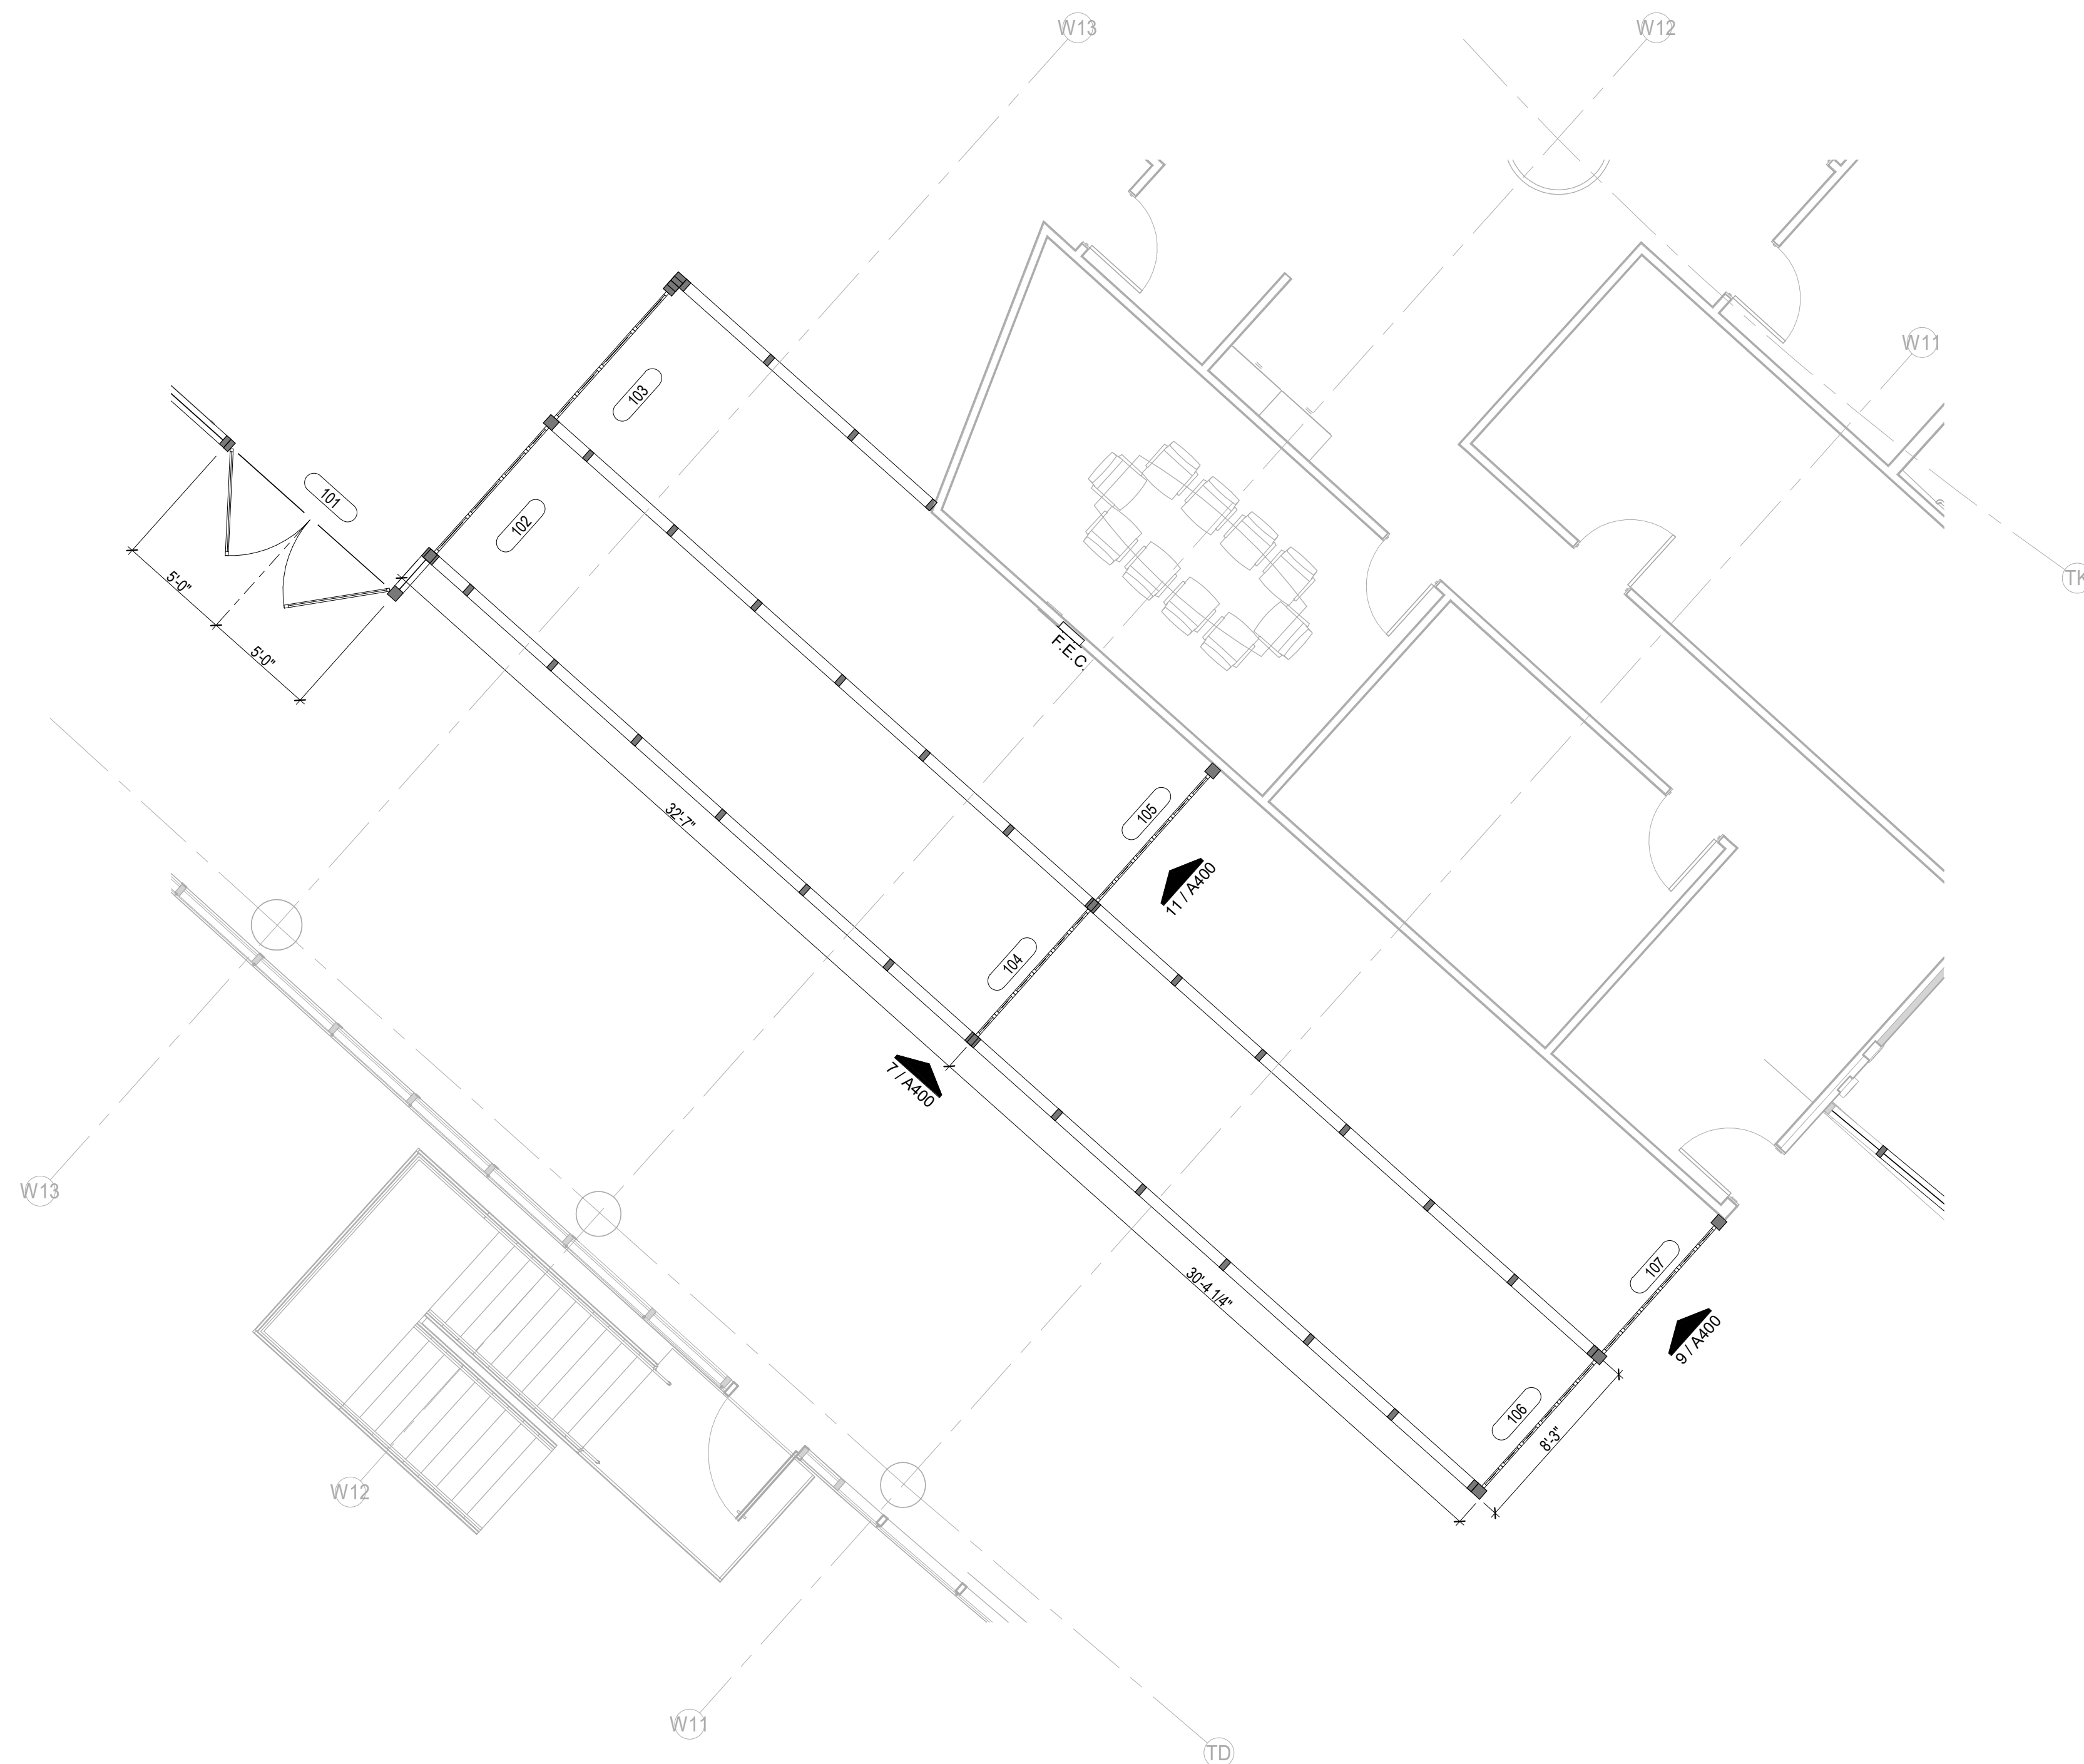 W13
W12
W11
TK
103
101
102
5'-0"
5'-0"
F.E.C.
32'-7"
105
11 / A400
104
7 / A400
W13
107
30'-4 1/4"
9 / A400
106
8'-3"
W12
W11
TD